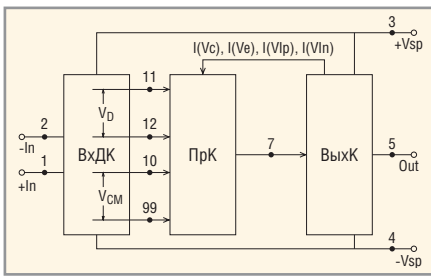 3
+Vsp
I(Vc), I(Ve), I(Vlp), I(Vln)
11
VD
2
12
-In
ВхДК
ПрК
7
ВыхК
5
Out
1
10
+In
VCM
99
4
-Vsp